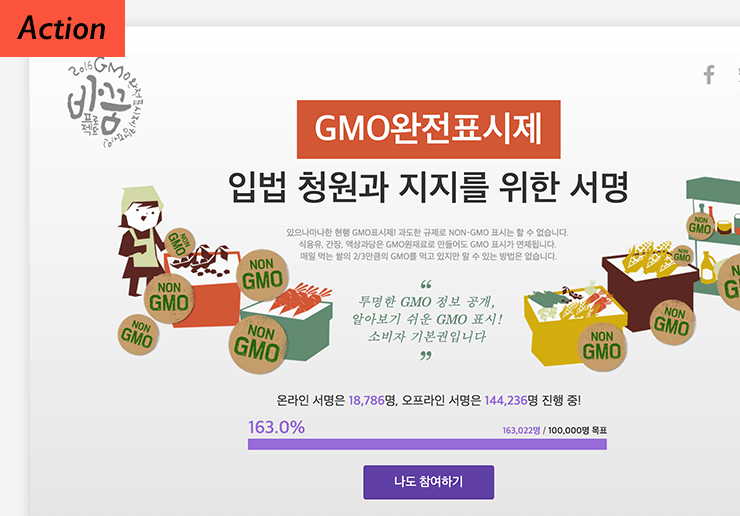 Action
2016 GMO완전표시제
바꿈
프로젝트
GMO완전표시제
입법 청원과 지지를 위한 서명
있으나마나한 현행 GMO표시제! 과도한 규제로 NON-GMO 표시는 할 수 없습니다.
식용유, 간장, 액상과당은 GMO원재료로 만들어도 GMO 표시가 면제됩니다.
매일 먹는 쌀의 2/3만큼의 GMO를 먹고 있지만 알 수 있는 방법은 없습니다.
“
투명한 GMO 정보 공개,
알아보기 쉬운 GMO 표시!
소비자 기본권입니다
”
NON GMO
NON GMO
NON GMO
NON GMO
NON GMO
NON GMO
NON GMO
NON GMO
NON GMO
온라인 서명은 18,786명, 오프라인 서명은 144,236명 진행 중!
163.0%
163,022명 / 100,000명 목표
나도 참여하기